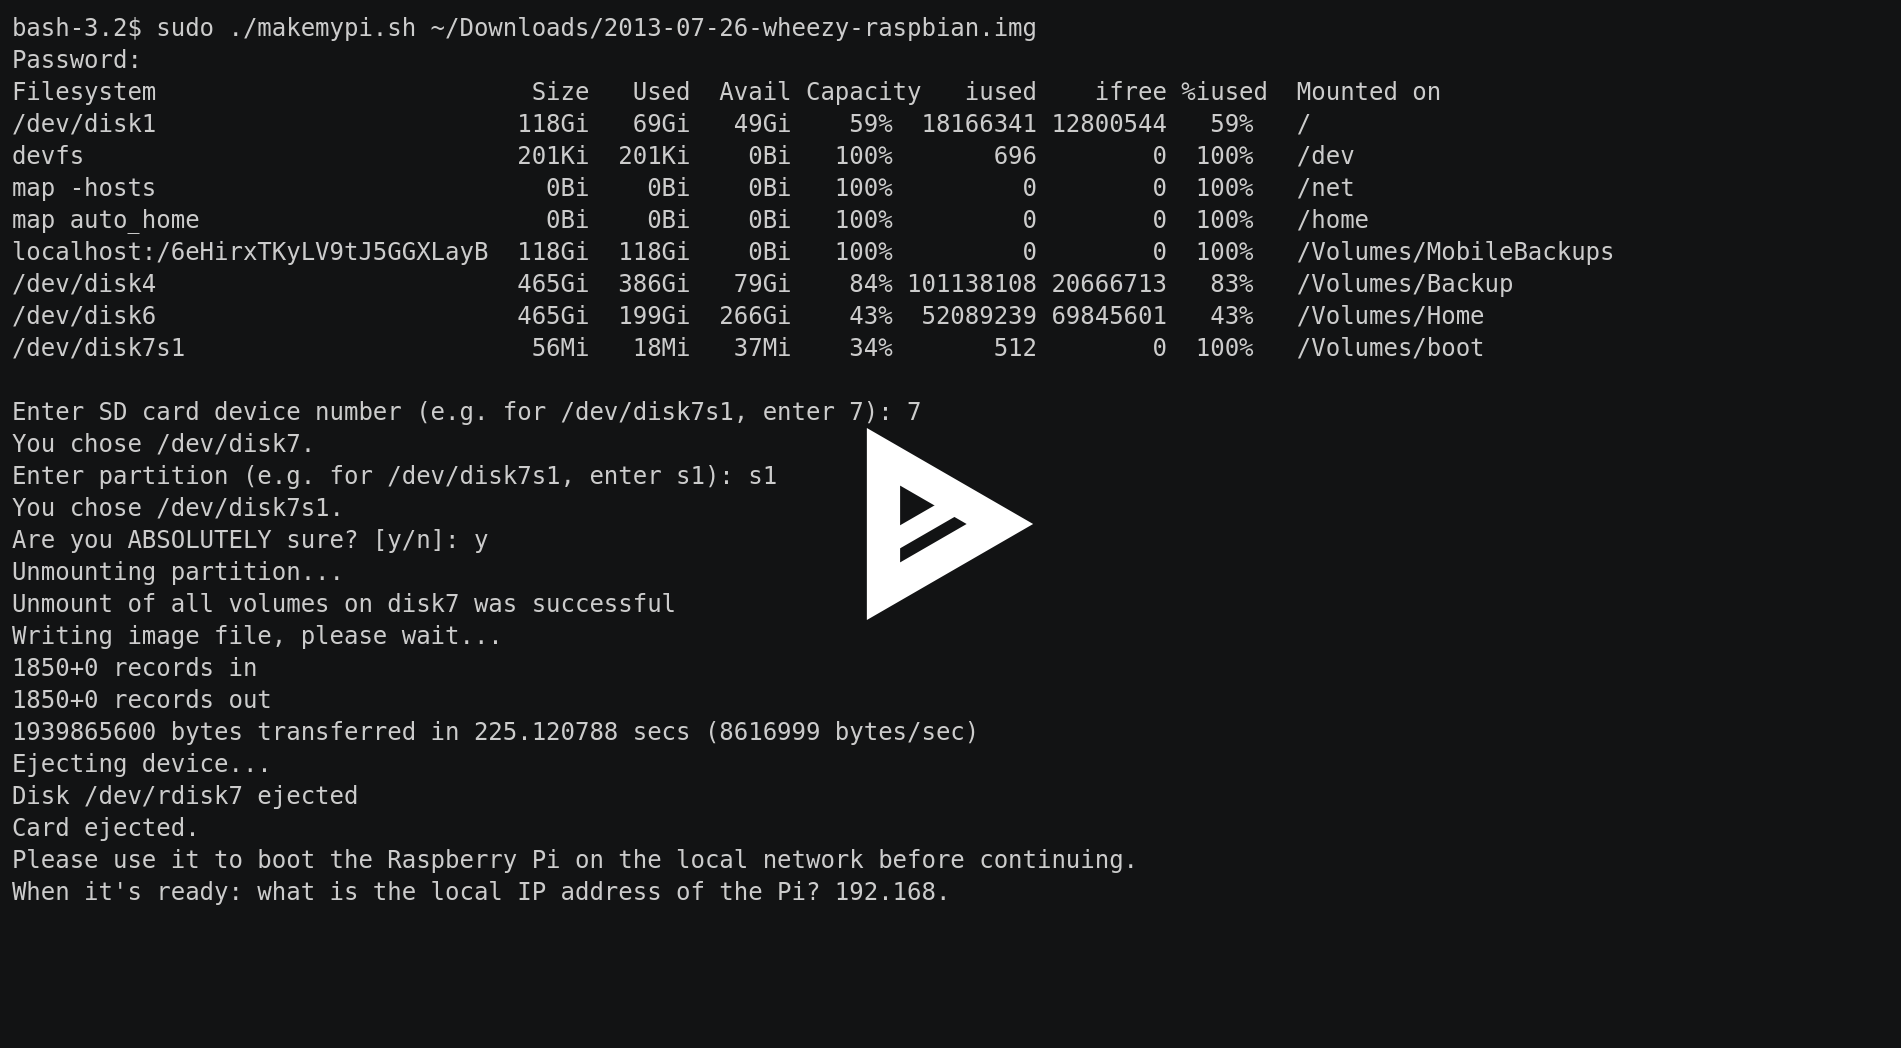 bash-3.2$ sudo ./makemypi.sh ~/Downloads/2013-07-26-wheezy-raspbian.img
Password:
Filesystem                          Size   Used  Avail Capacity   iused    ifree %iused  Mounted on
/dev/disk1                         118Gi   69Gi   49Gi    59%  18166341 12800544   59%   /
devfs                              201Ki  201Ki    0Bi   100%       696        0  100%   /dev
map -hosts                           0Bi    0Bi    0Bi   100%         0        0  100%   /net
map auto_home                        0Bi    0Bi    0Bi   100%         0        0  100%   /home
localhost:/6eHirxTKyLV9tJ5GGXLayB  118Gi  118Gi    0Bi   100%         0        0  100%   /Volumes/MobileBackups
/dev/disk4                         465Gi  386Gi   79Gi    84% 101138108 20666713   83%   /Volumes/Backup
/dev/disk6                         465Gi  199Gi  266Gi    43%  52089239 69845601   43%   /Volumes/Home
/dev/disk7s1                        56Mi   18Mi   37Mi    34%       512        0  100%   /Volumes/boot

Enter SD card device number (e.g. for /dev/disk7s1, enter 7): 7
You chose /dev/disk7.
Enter partition (e.g. for /dev/disk7s1, enter s1): s1
You chose /dev/disk7s1.
Are you ABSOLUTELY sure? [y/n]: y
Unmounting partition...
Unmount of all volumes on disk7 was successful
Writing image file, please wait...
1850+0 records in
1850+0 records out
1939865600 bytes transferred in 225.120788 secs (8616999 bytes/sec)
Ejecting device...
Disk /dev/rdisk7 ejected
Card ejected.
Please use it to boot the Raspberry Pi on the local network before continuing.
When it's ready: what is the local IP address of the Pi? 192.168.